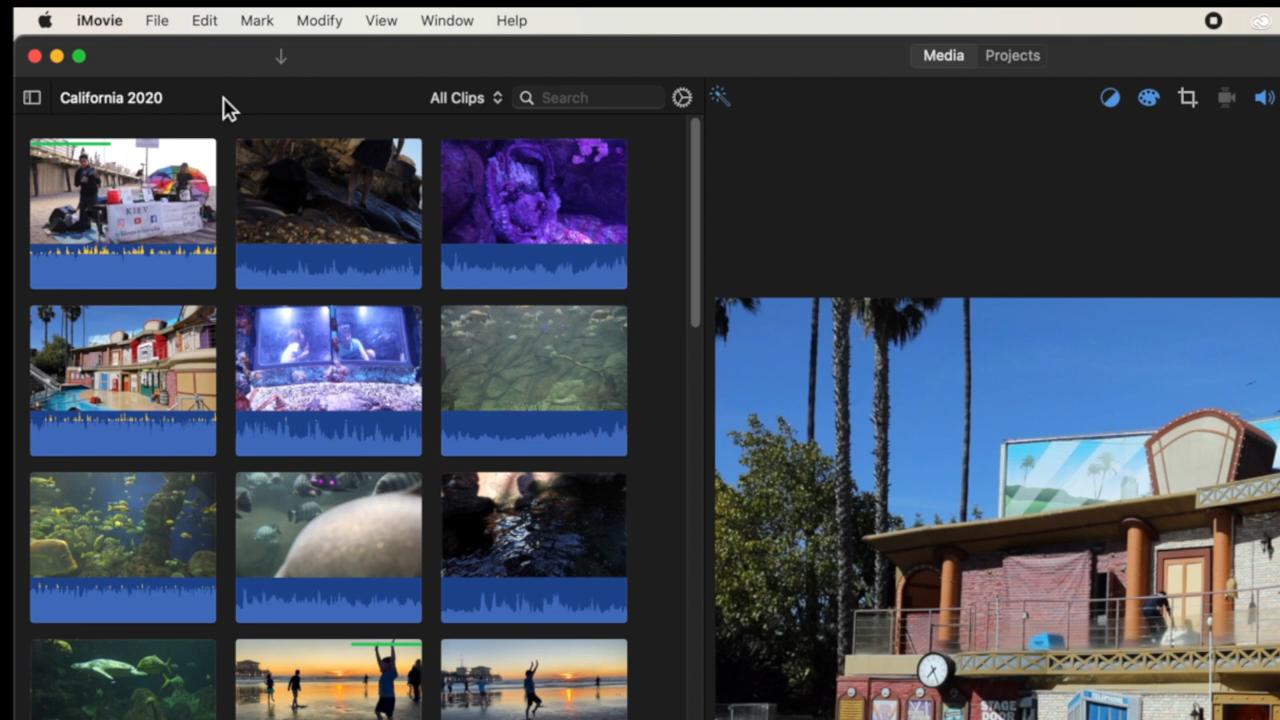 iMovie File Edit Mark Modify View Window Help
Media Projects
California 2020 All Clips Search
KIEV
STAGE
DOOR